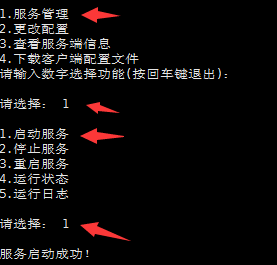 1.服务管理
2.更改配置
3.查看服务端信息
4.下载客户端配置文件
请输入数字选择功能(按回车键退出)：
请选择： 1
1.启动服务
2.停止服务
3.重启服务
4.运行状态
5.运行日志
请选择： 1
服务启动成功！